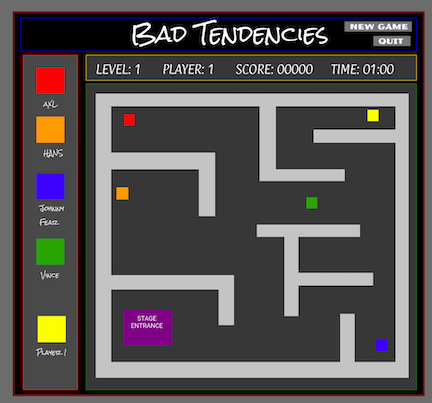 BAD TENDENCIES
NEW GAME
QUIT
LEVEL: 1 PLAYER: 1 SCORE: 00000 TIME: 01:00
AXL
HANS
JOHNNY
FEAR
VINCE
PLAYER 1
STAGE
ENTRANCE